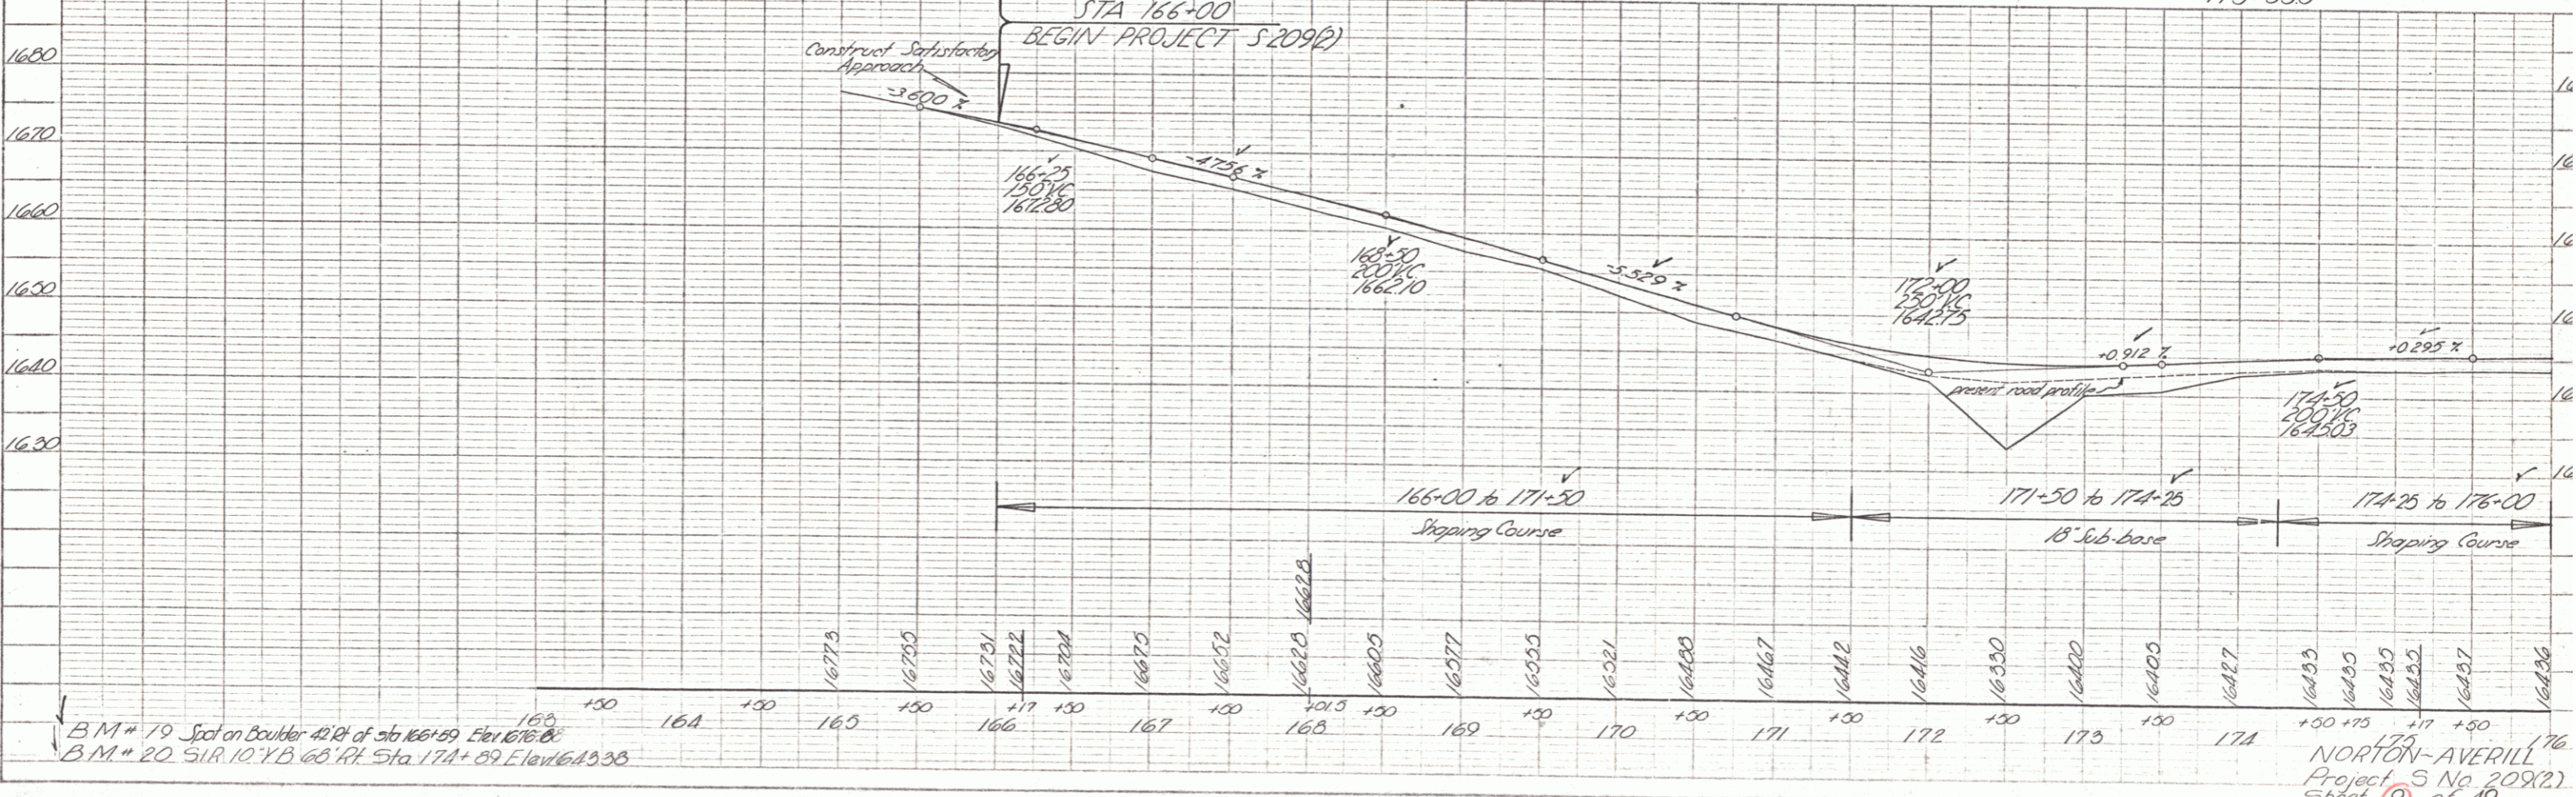 STA 166+00
BEGIN PROJECT S 209(2)
Construct Satisfactory
Approach
1680
1670
1660
1650
1640
1630
-3.600 %
166+25
150' V.C.
1672.80
-4.756 %
168+50
200' V.C.
1662.10
-5.529 %
172+00
250' V.C.
1642.75
+0.912 %
present road profile
+0.295 %
174+50
200' V.C.
1645.03
166+00 to 171+50
Shaping Course
171+50 to 174+25
18" Sub-base
174+25 to 176+00
Shaping Course
1662.8
1677.3 1675.5 1673.1 1672.2 1670.4 1667.5 1665.2 1662.8 1660.5 1657.7 1655.5 1652.1 1648.8 1646.7 1644.2 1641.6 1633.0 1640.0 1640.5 1642.7 1643.3 1643.5 1643.5 1643.5 1643.7 1643.6
163 +50 164 +50 165 +50 166 +17 +50 167 +50 168 +01.5 +50 169 +50 170 +50 171 +50 172 +50 173 +50 174 +50 +75 175 +17 +50 176
B M # 19 Spot on Boulder 42' Rt of sta 166+89 Elev
B M # 20 SIR 10" YB 68' Rt Sta 174+89 Elev 1643.38
NORTON-AVERILL
Project S No. 209(2)